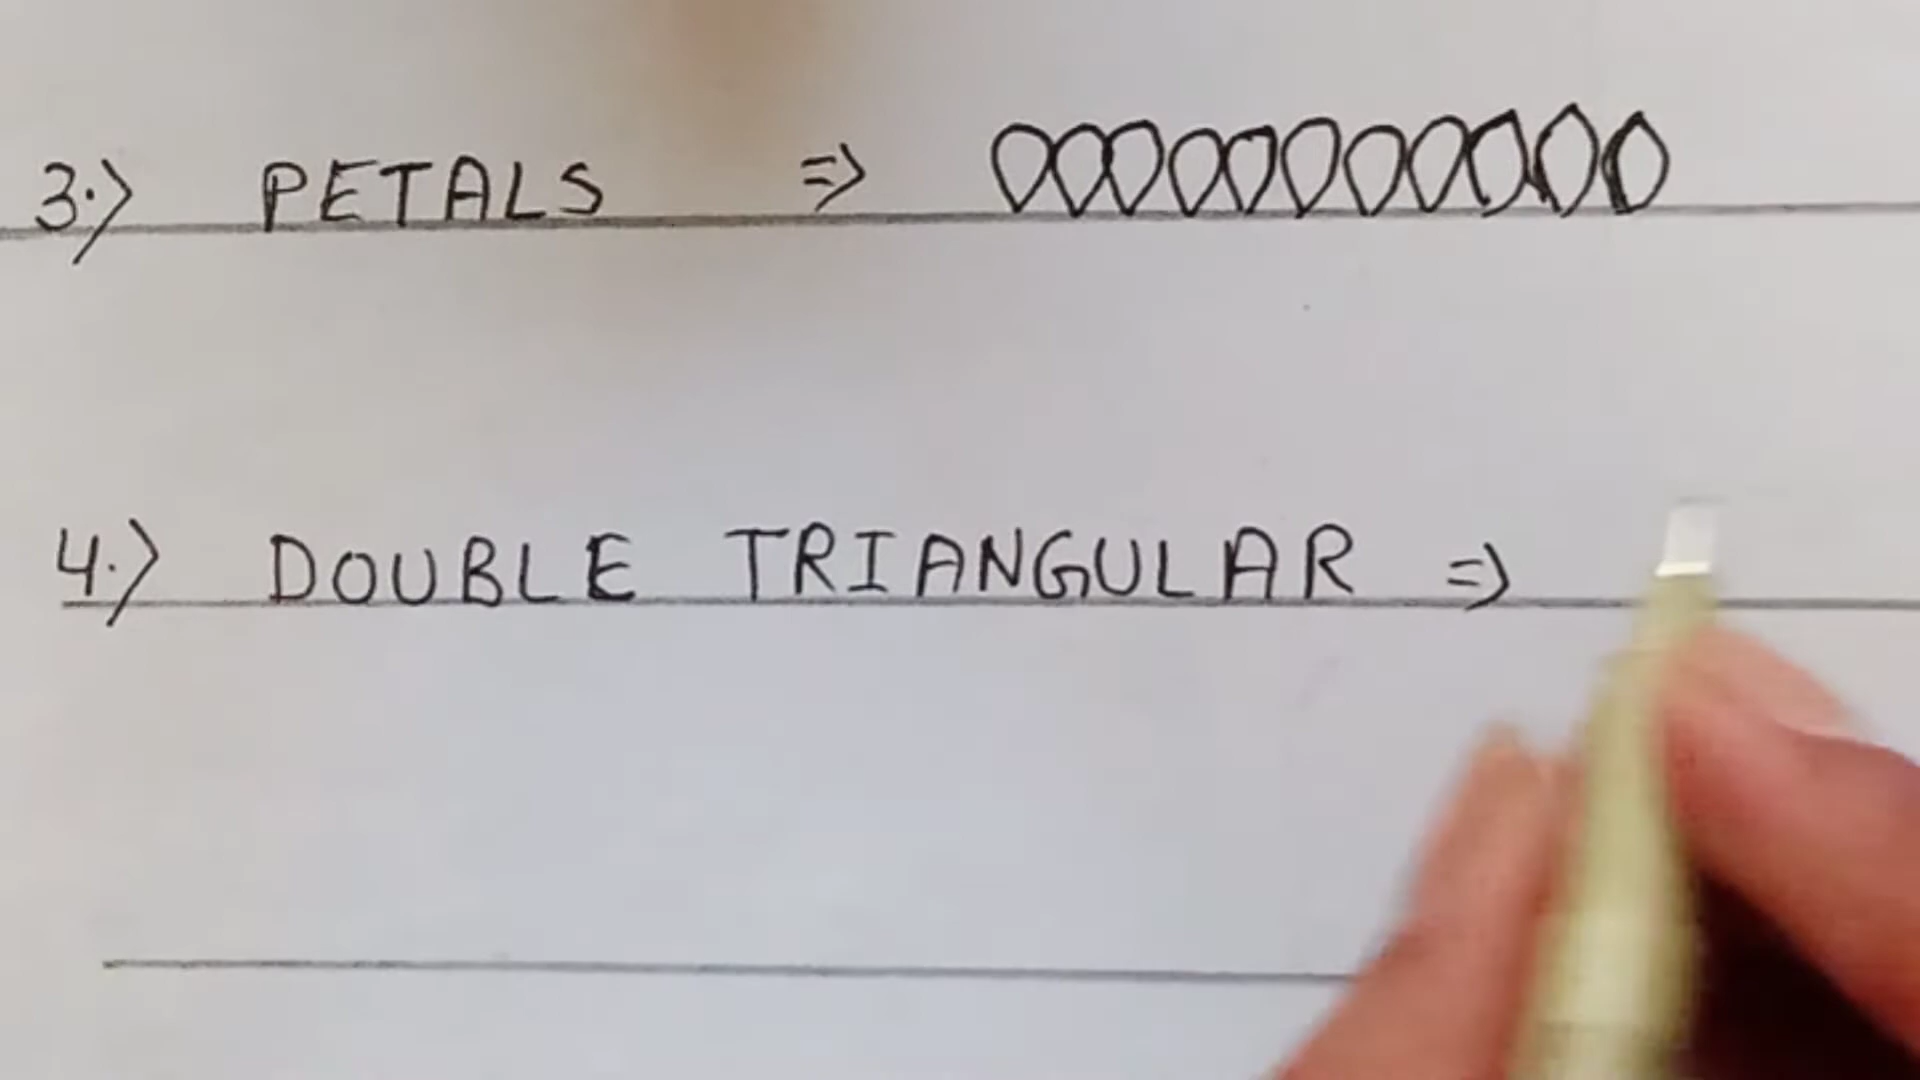 3.) PETALS =>
4.) DOUBLE TRIANGULAR =>